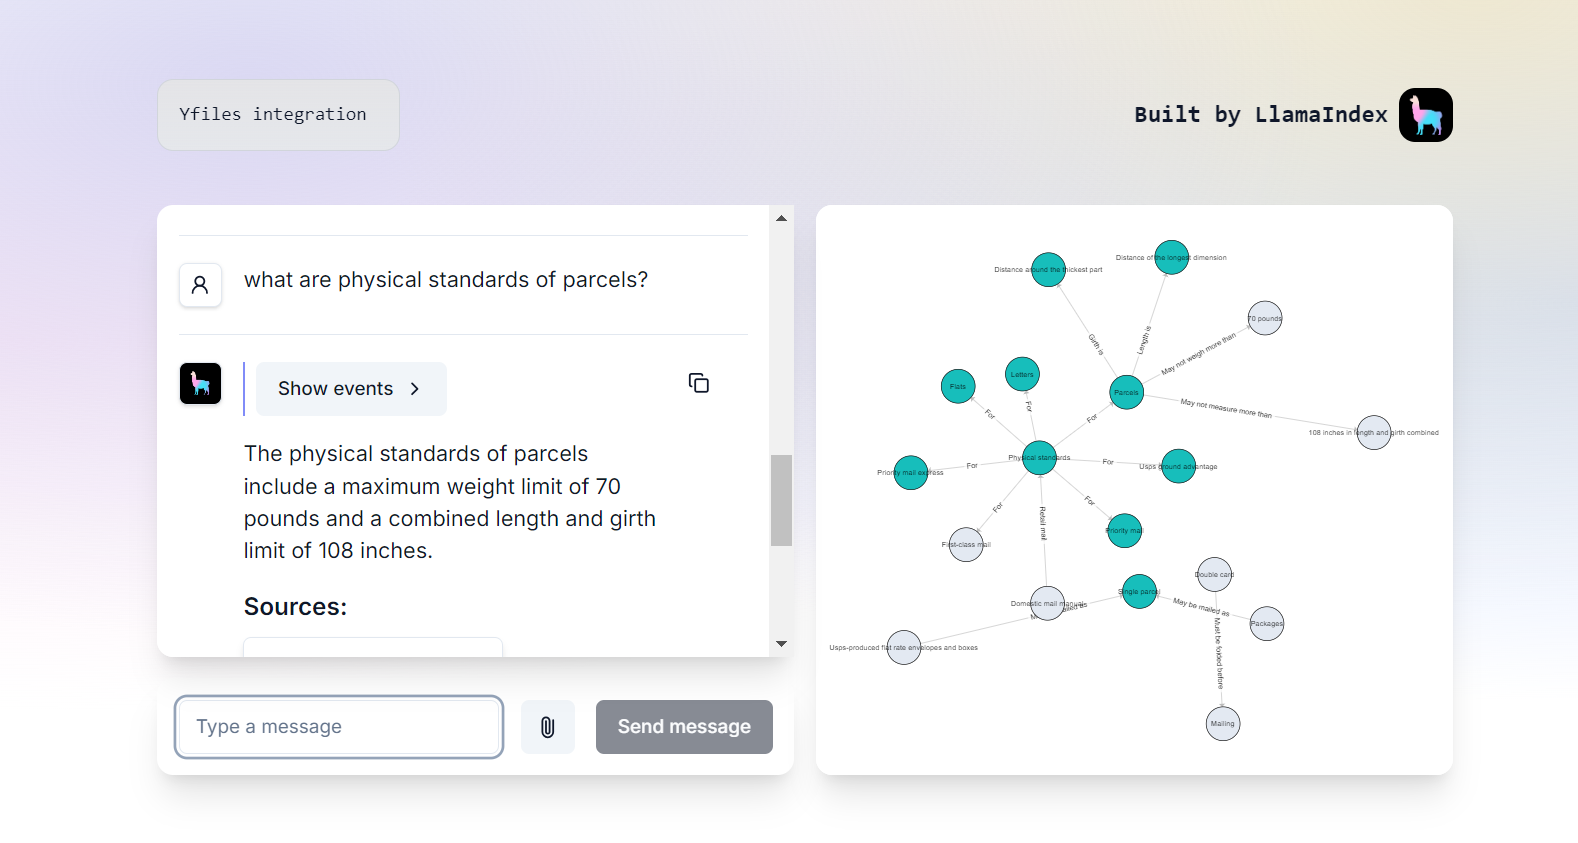 Yfiles integration
Built by LlamaIndex
what are physical standards of parcels?
Show events
The physical standards of parcels
include a maximum weight limit of 70
pounds and a combined length and girth
limit of 108 inches.
Sources:
Type a message
Send message
Distance around the thickest part
Distance of the longest dimension
70 pounds
Girth is
Length is
May not weigh more than
Letters
Flats
Parcels
For
For
For
May not measure more than
108 inches in length and girth combined
Physical standards
Priority mail express
For
For
Usps ground advantage
For
For
Retail mail
Priority mail
First-class mail
Double card
Single parcel
Domestic mail manual
mailed as
May be mailed as
Packages
Must be folded before
Usps-produced flat rate envelopes and boxes
Mailing